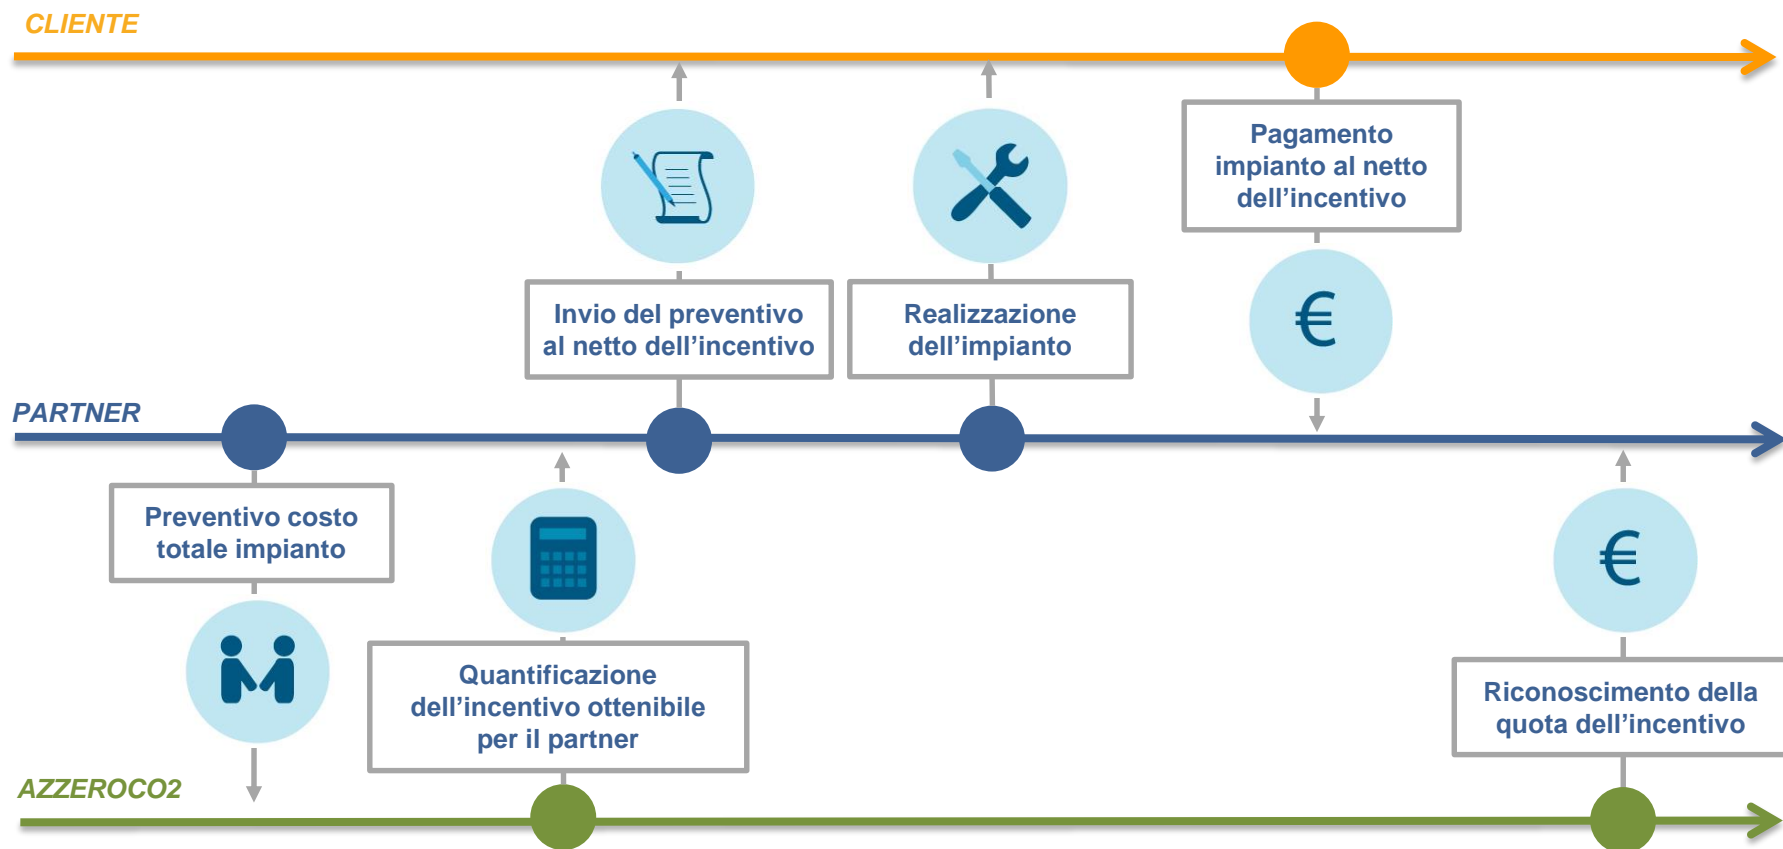 CLIENTE
Pagamento
impianto al netto
dell’incentivo
€
Invio del preventivo
al netto dell’incentivo
Realizzazione
dell’impianto
PARTNER
Preventivo costo
totale impianto
Quantificazione
dell’incentivo ottenibile
per il partner
€
Riconoscimento della
quota dell’incentivo
AZZEROCO2